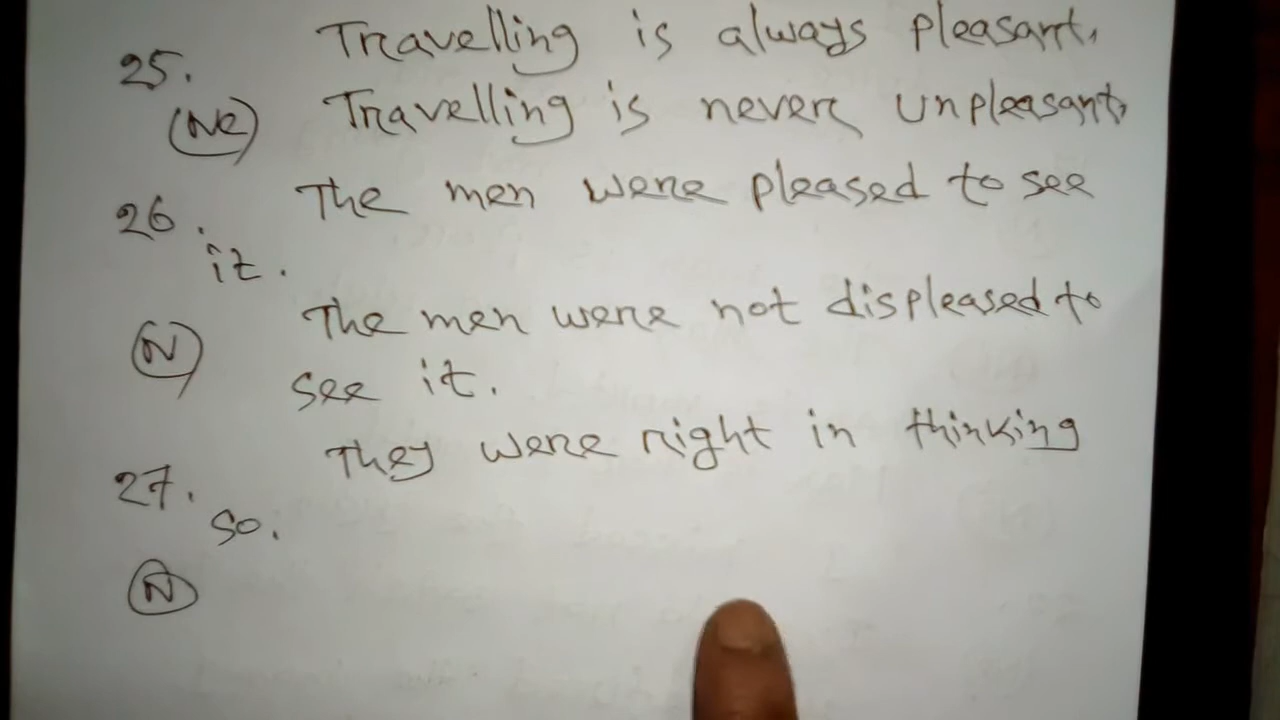 25. Travelling is always pleasant.
(Ne) Travelling is never unpleasant.
26. The men were pleased to see
it.
(N) The men were not displeased to
see it.
27. They were right in thinking
so.
(N)